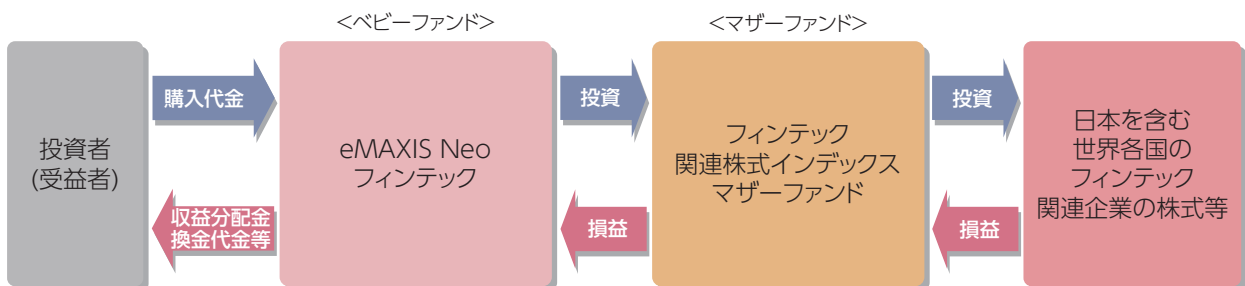 <ベビーファンド>
<マザーファンド>
投資者
(受益者)
購入代金
収益分配金
換金代金等
eMAXIS Neo
フィンテック
投資
損益
フィンテック
関連株式インデックス
マザーファンド
投資
損益
日本を含む
世界各国の
フィンテック
関連企業の株式等